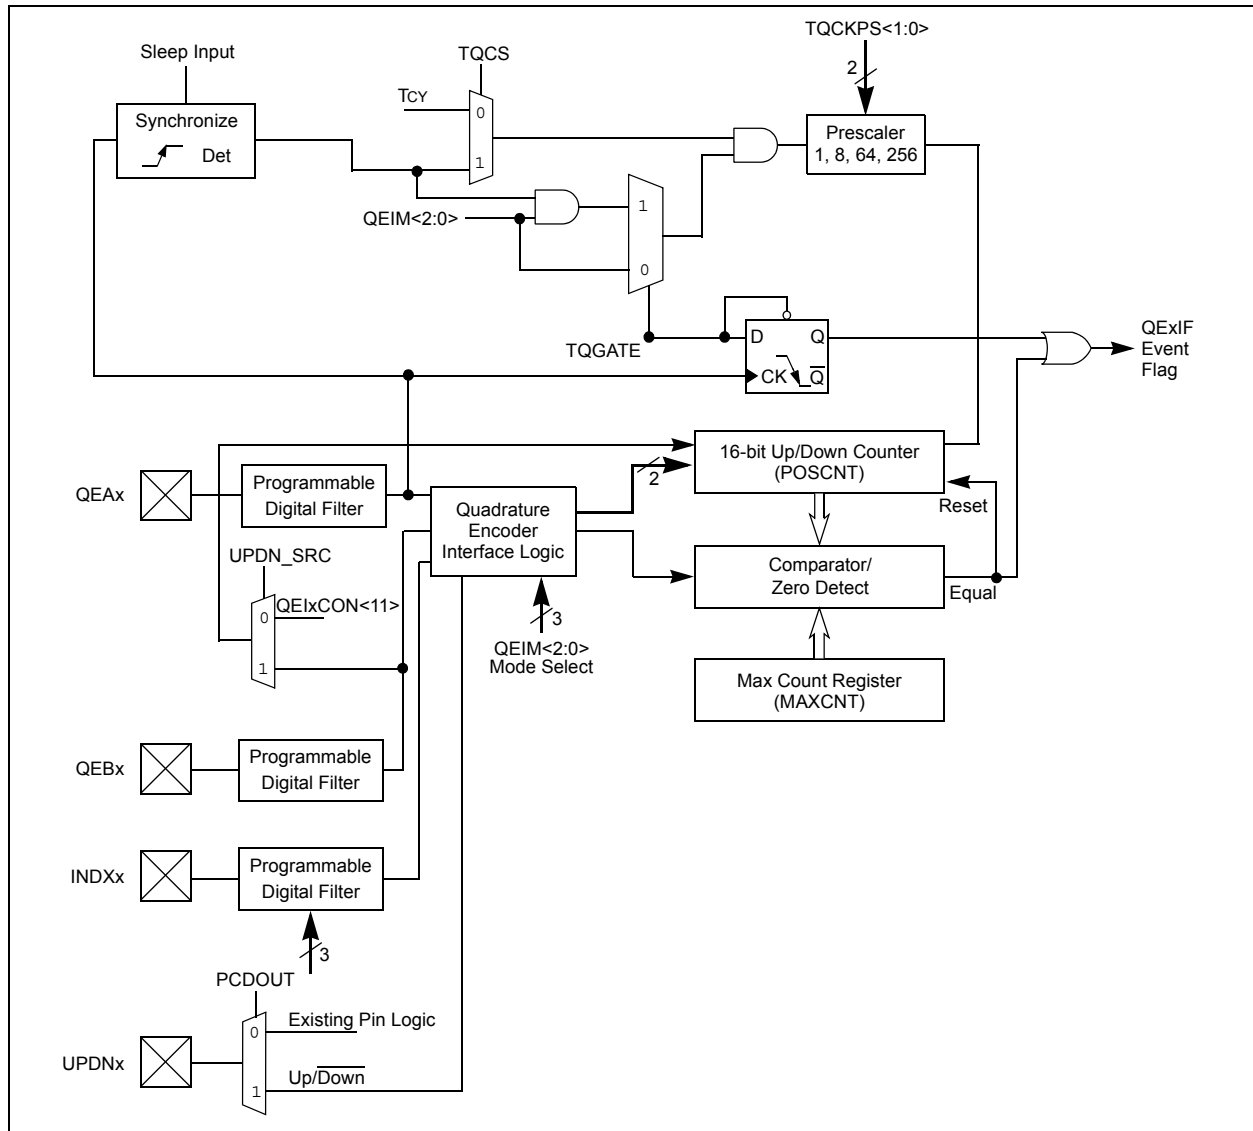 TQCKPS<1:0>
Sleep Input
TQCS
2
TCY
0
Synchronize
Det
Prescaler
1, 8, 64, 256
1
QEIM<2:0>
1
0
D
Q
QExIF
Event
Flag
TQGATE
CK
Q̅
16-bit Up/Down Counter
(POSCNT)
2
QEAx
Programmable
Digital Filter
Quadrature
Encoder
Interface Logic
Reset
UPDN_SRC
Comparator/
Zero Detect
Equal
QEIxCON<11>
0
3
QEIM<2:0>
Mode Select
1
Max Count Register
(MAXCNT)
QEBx
Programmable
Digital Filter
INDXx
Programmable
Digital Filter
3
PCDOUT
Existing Pin Logic
0
UPDNx
Up/D̅o̅w̅n̅
1